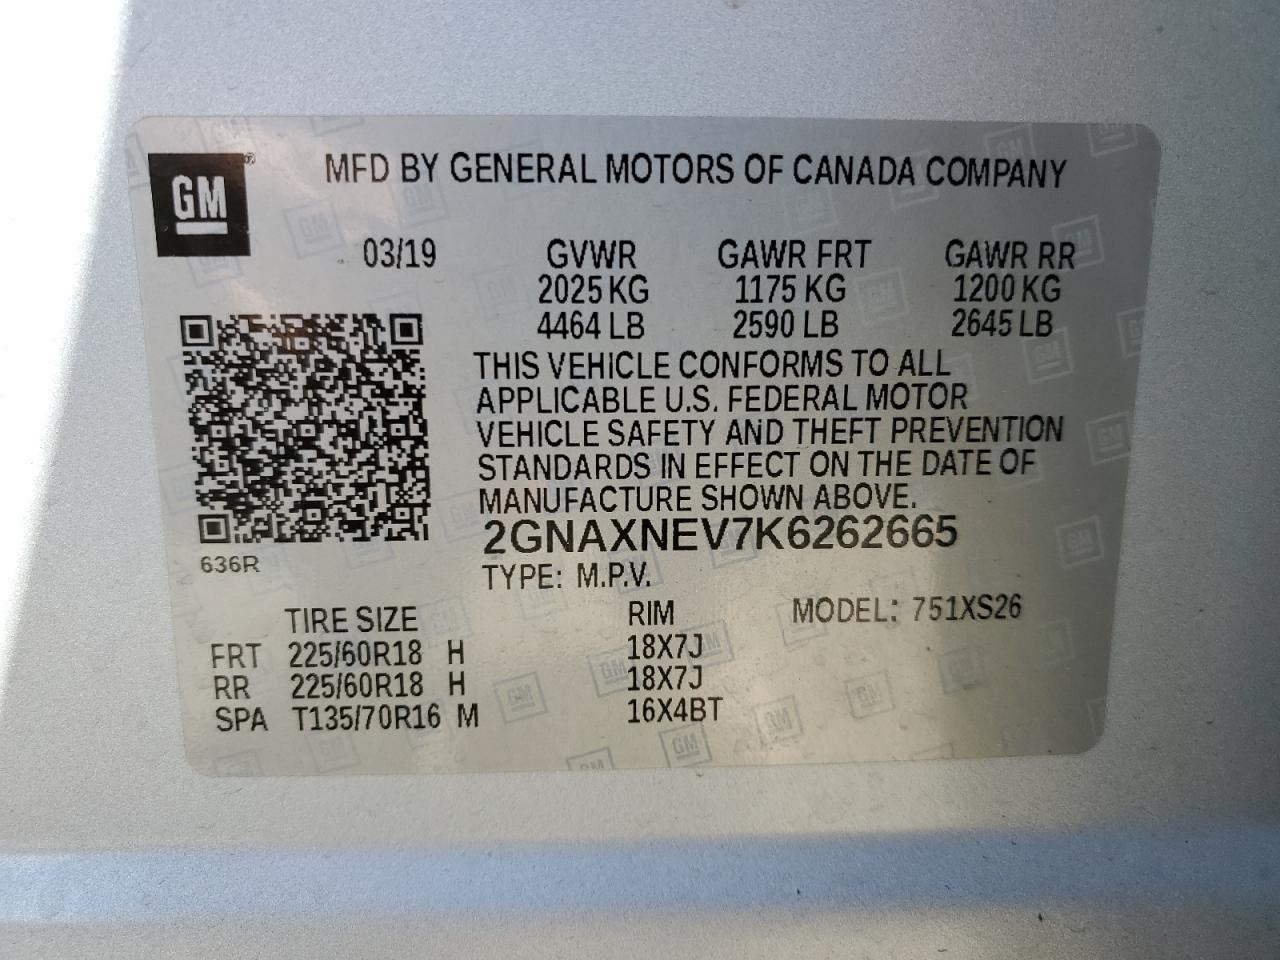 GM®
MFD BY GENERAL MOTORS OF CANADA COMPANY
03/19 GVWR GAWR FRT GAWR RR
2025 KG 1175 KG 1200 KG
4464 LB 2590 LB 2645 LB
THIS VEHICLE CONFORMS TO ALL
APPLICABLE U.S. FEDERAL MOTOR
VEHICLE SAFETY AND THEFT PREVENTION
STANDARDS IN EFFECT ON THE DATE OF
MANUFACTURE SHOWN ABOVE.
2GNAXNEV7K6262665
636R
TYPE: M.P.V.
TIRE SIZE RIM MODEL: 751XS26
FRT 225/60R18 H 18X7J
RR 225/60R18 H 18X7J
SPA T135/70R16 M 16X4BT